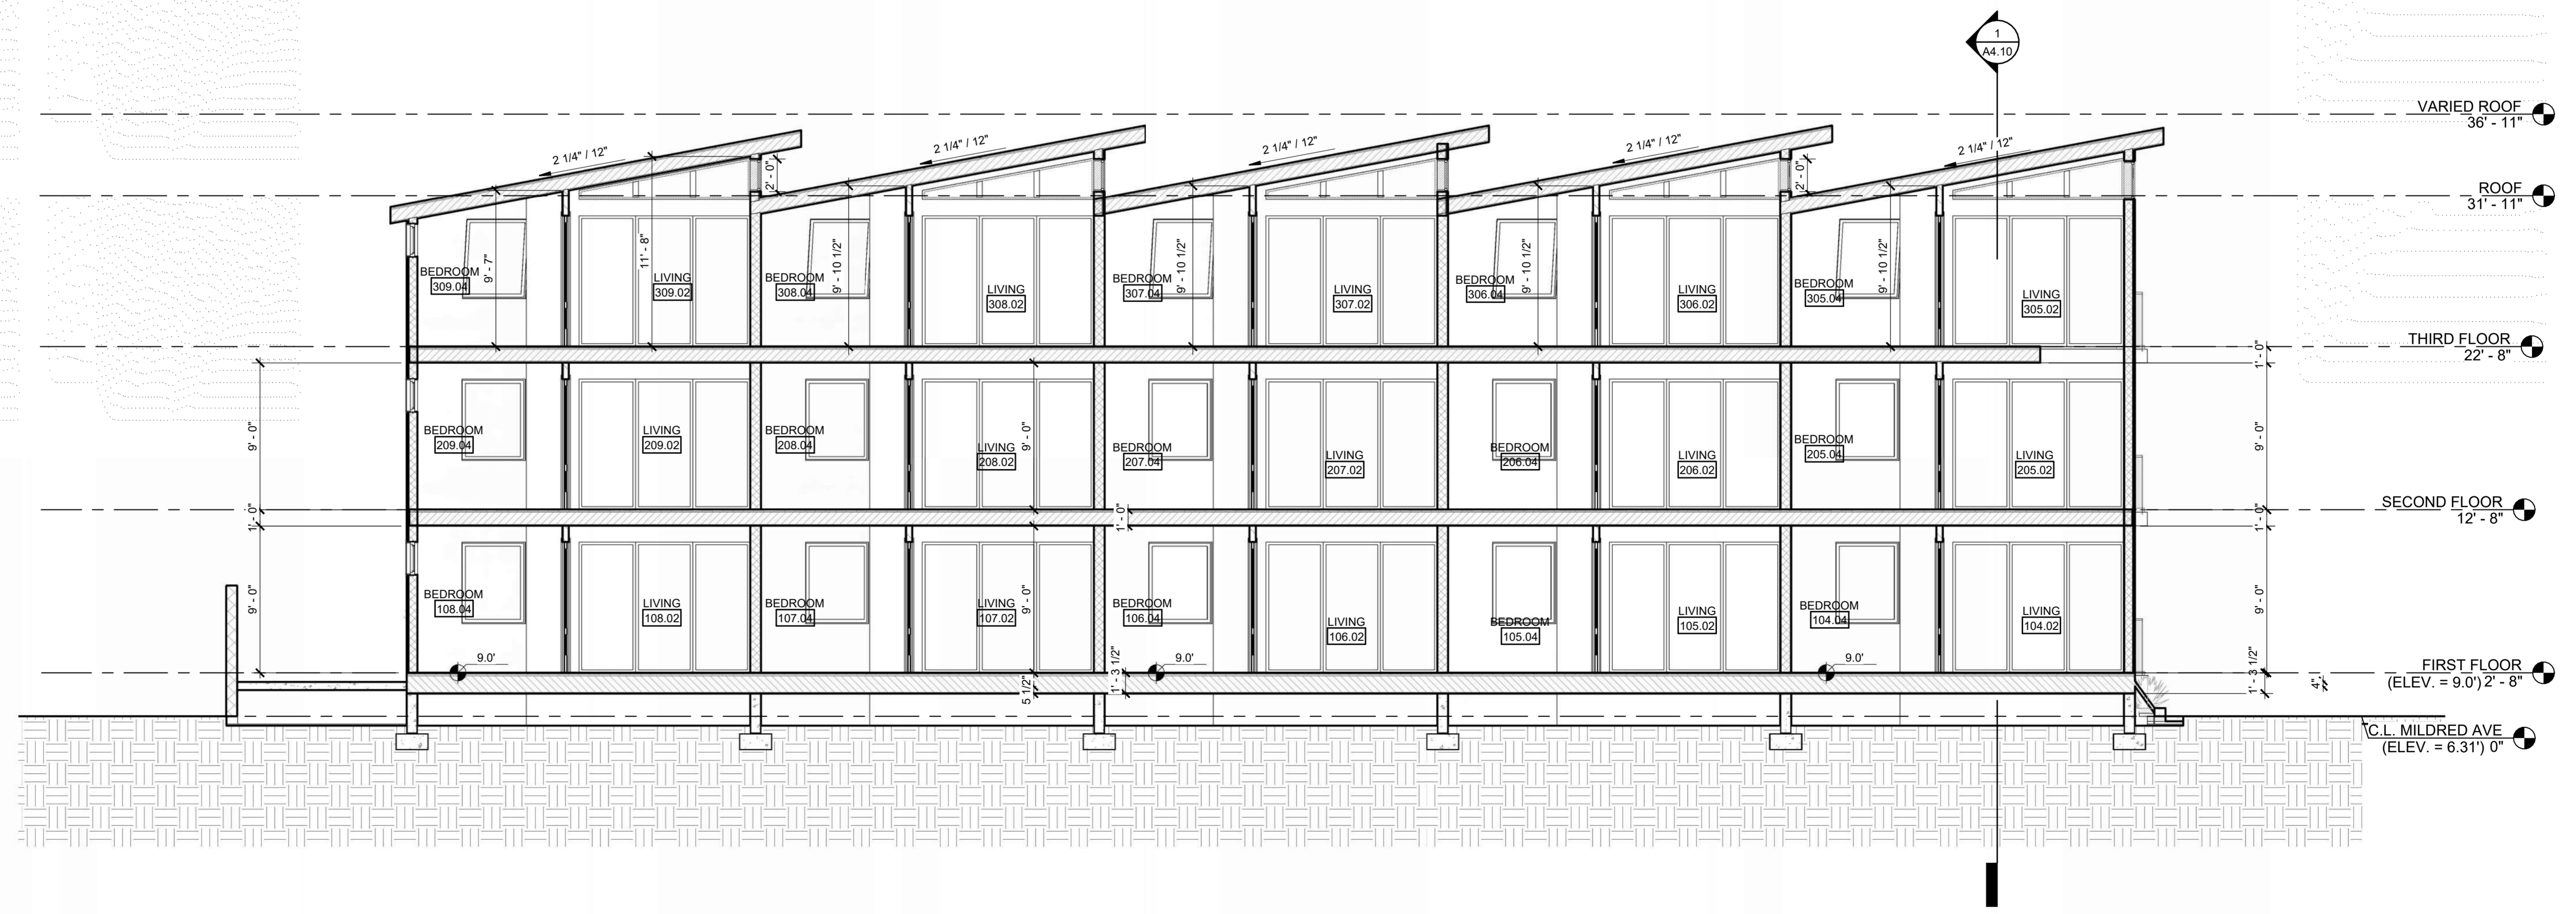 1
A4.10
VARIED ROOF
36' - 11"
2 1/4" / 12"
2 1/4" / 12"
2 1/4" / 12"
2 1/4" / 12"
2 1/4" / 12"
2' - 0"
2' - 0"
ROOF
31' - 11"
9' - 7"
11' - 8"
9' - 10 1/2"
9' - 10 1/2"
9' - 10 1/2"
9' - 10 1/2"
BEDROOM
309.04
LIVING
309.02
BEDROOM
308.04
LIVING
308.02
BEDROOM
307.04
LIVING
307.02
BEDROOM
306.04
LIVING
306.02
BEDROOM
305.04
LIVING
305.02
THIRD FLOOR
22' - 8"
1' - 0"
9' - 0"
BEDROOM
209.04
LIVING
209.02
BEDROOM
208.04
LIVING
208.02
9' - 0"
BEDROOM
207.04
LIVING
207.02
BEDROOM
206.04
LIVING
206.02
BEDROOM
205.04
LIVING
205.02
9' - 0"
SECOND FLOOR
12' - 8"
1' - 0"
1' - 0"
1' - 0"
9' - 0"
BEDROOM
108.04
LIVING
108.02
BEDROOM
107.04
LIVING
107.02
9' - 0"
BEDROOM
106.04
LIVING
106.02
BEDROOM
105.04
LIVING
105.02
BEDROOM
104.04
LIVING
104.02
9' - 0"
9.0'
9.0'
9.0'
5 1/2"
1' - 3 1/2"
1' - 3 1/2"
4"
FIRST FLOOR
(ELEV. = 9.0') 2' - 8"
C.L. MILDRED AVE
(ELEV. = 6.31') 0"